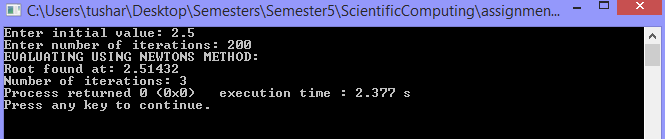 C:\Users\tushar\Desktop\Semesters\Semester5\ScientificComputing\assignmen...
Enter initial value: 2.5
Enter number of iterations: 200
EVALUATING USING NEWTONS METHOD:
Root found at: 2.51432
Number of iterations: 3
Process returned 0 (0x0)   execution time : 2.377 s
Press any key to continue.